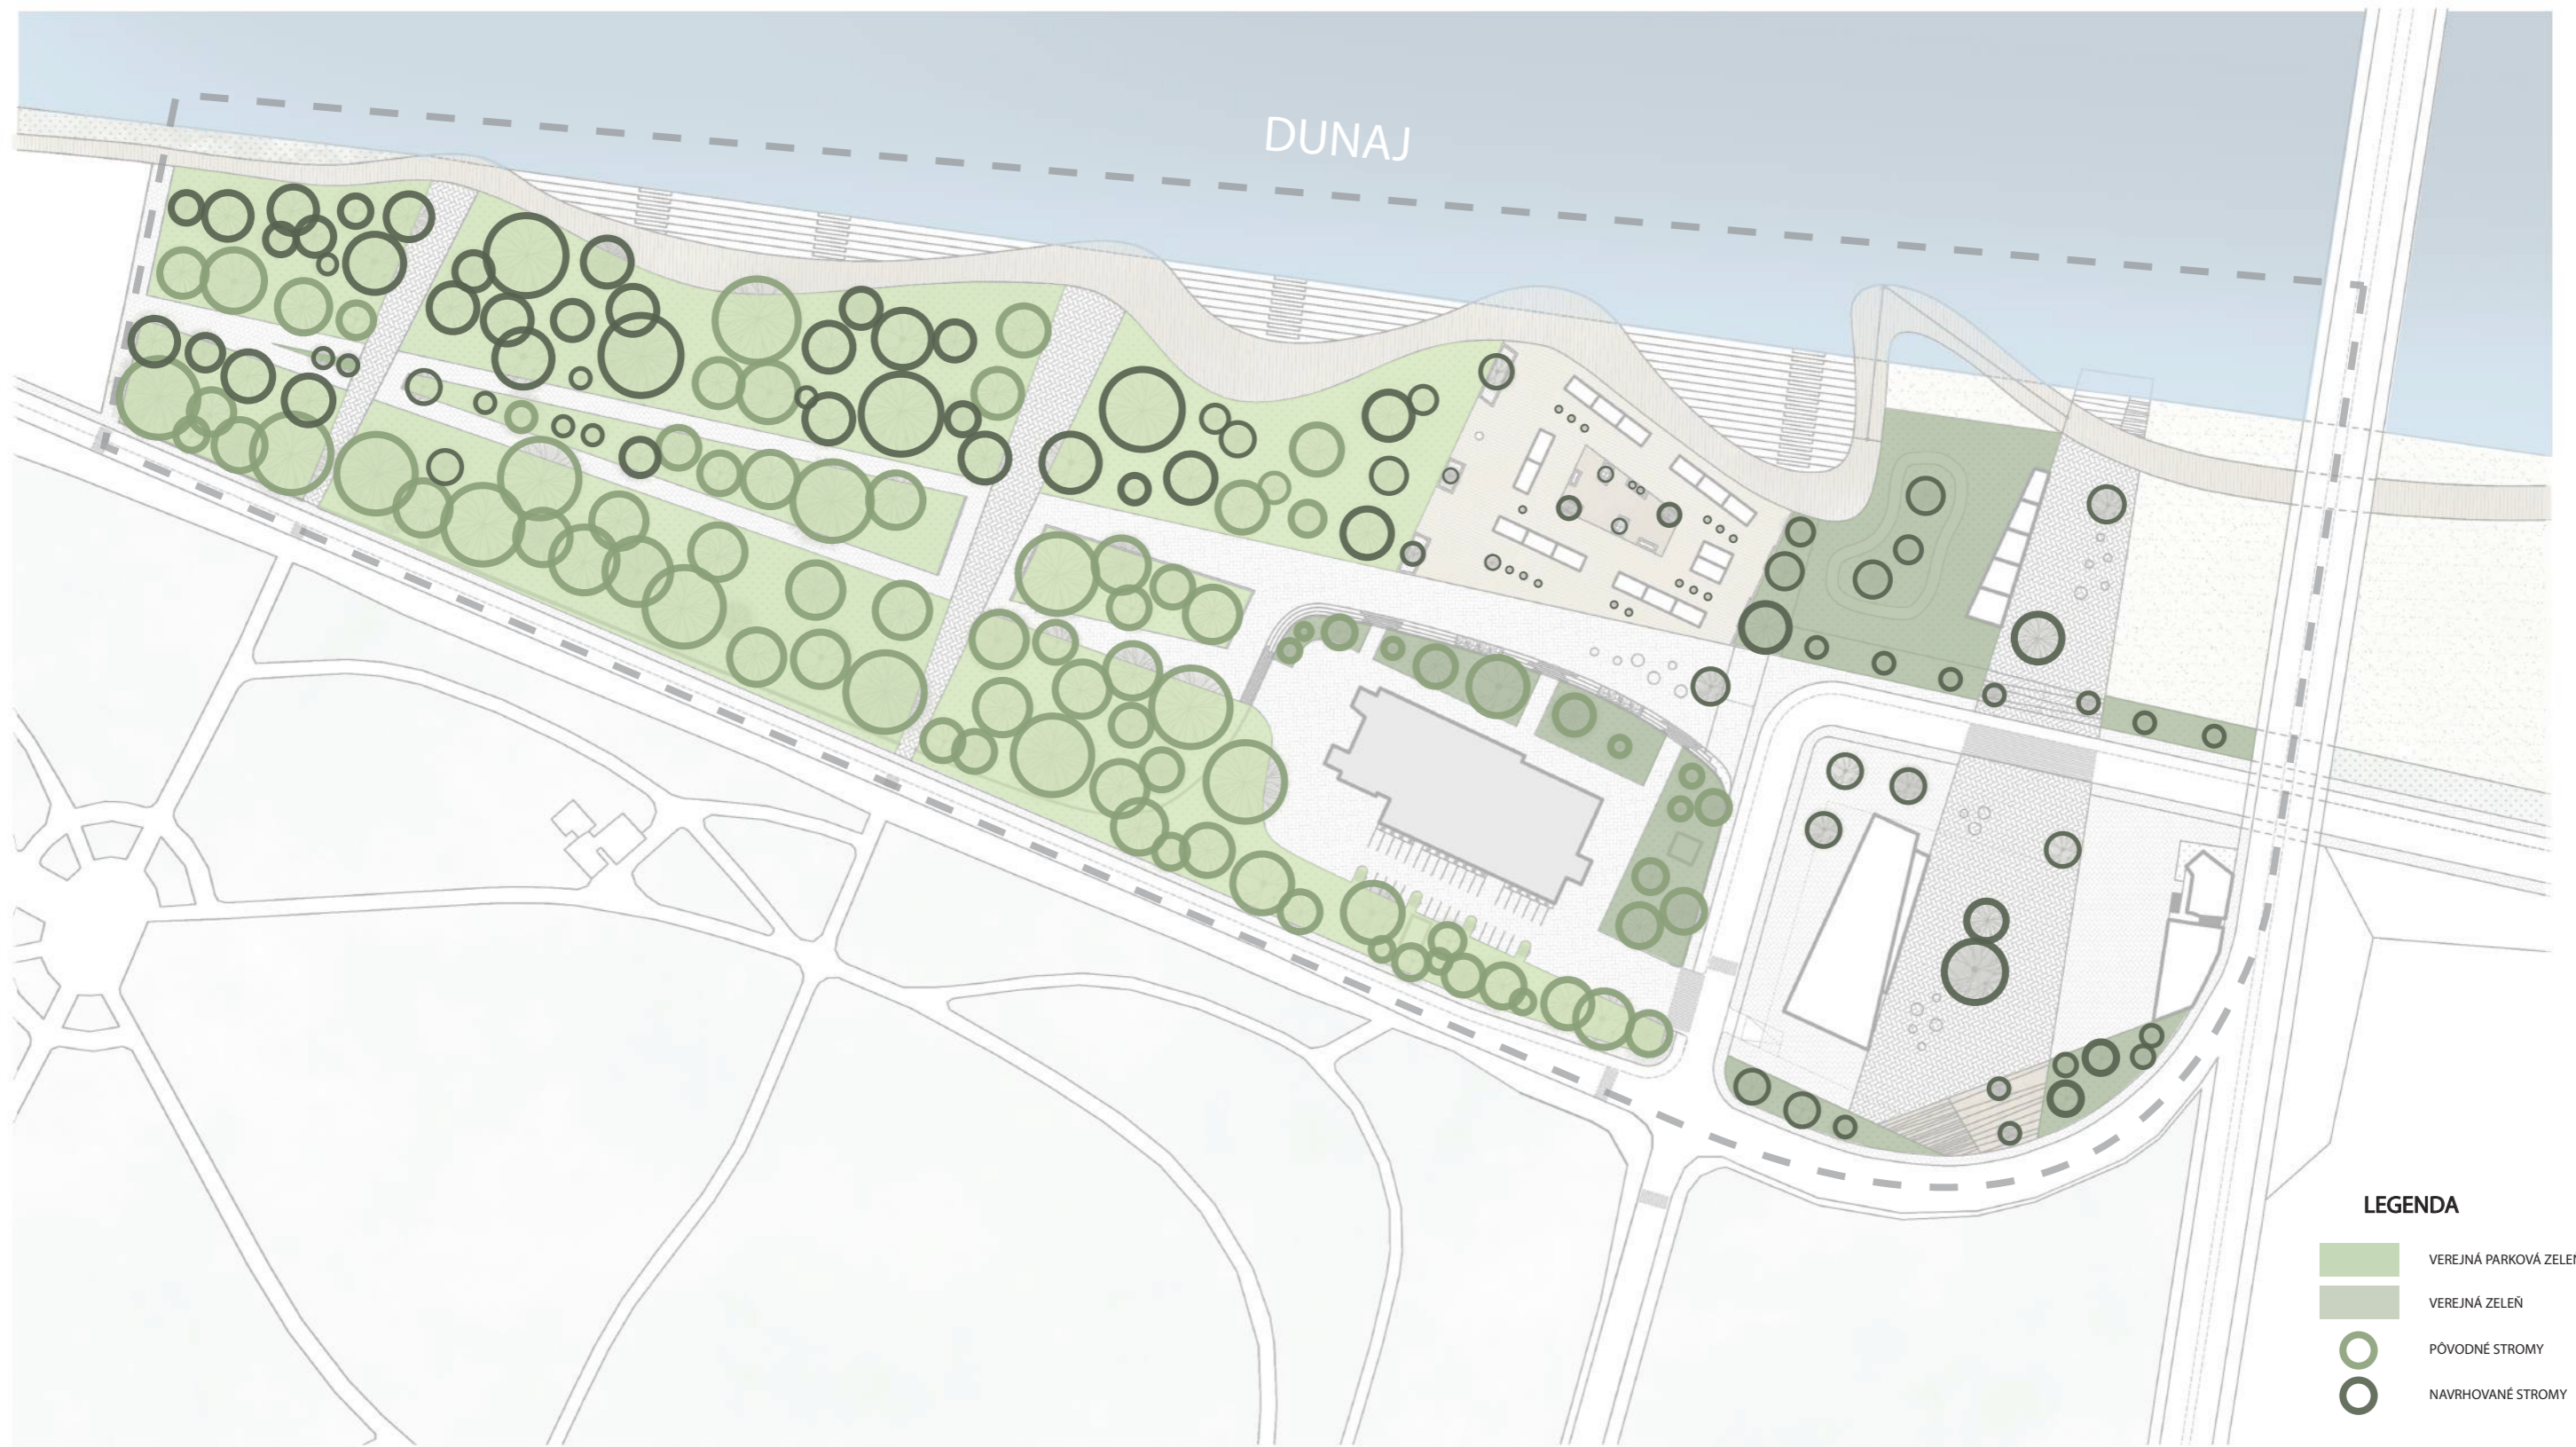 DUNAJ
LEGENDA
VEREJNÁ PARKOVÁ ZELEŇ
VEREJNÁ ZELEŇ
PÔVODNÉ STROMY
NAVRHOVANÉ STROMY